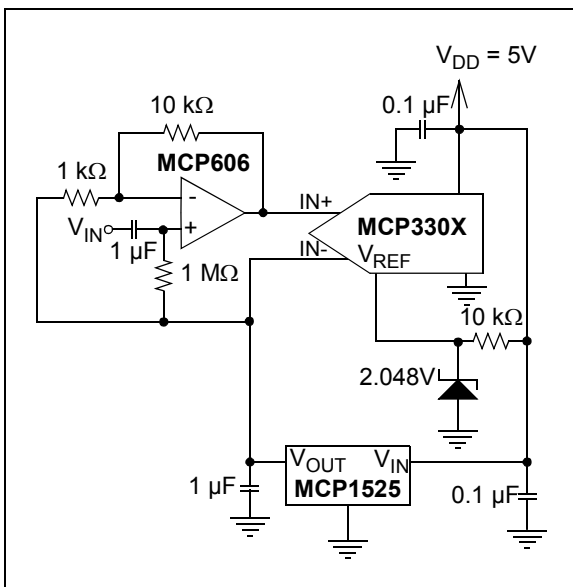 V_DD = 5V
0.1 µF
10 kΩ
MCP606
1 kΩ
-
V_IN
+
1 µF
1 MΩ
IN+
MCP330X
IN-
V_REF
10 kΩ
2.048V
V_OUT V_IN
MCP1525
1 µF
0.1 µF